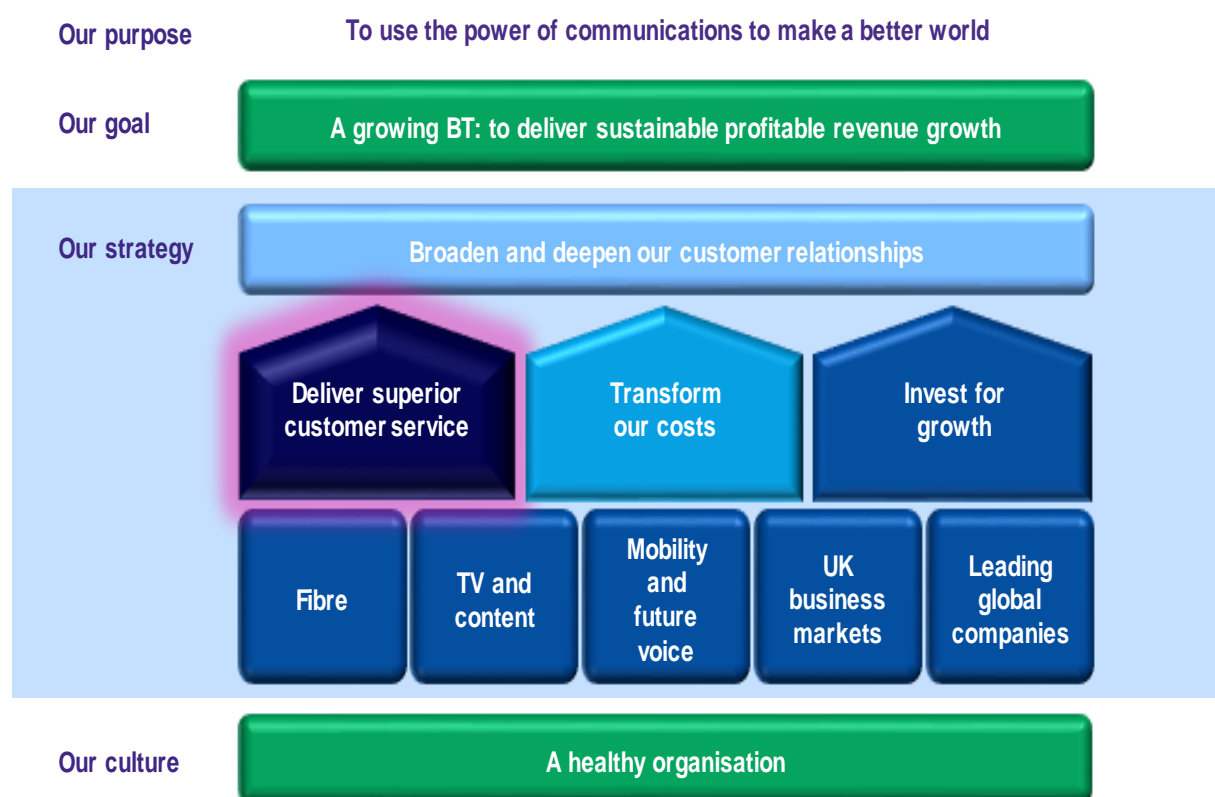 Our purpose
To use the power of communications to make a better world
Our goal
A growing BT: to deliver sustainable profitable revenue growth
Our strategy
Broaden and deepen our customer relationships
Deliver superior
customer service
Transform
our costs
Invest for
growth
Fibre
TV and
content
Mobility
and
future
voice
UK
business
markets
Leading
global
companies
Our culture
A healthy organisation